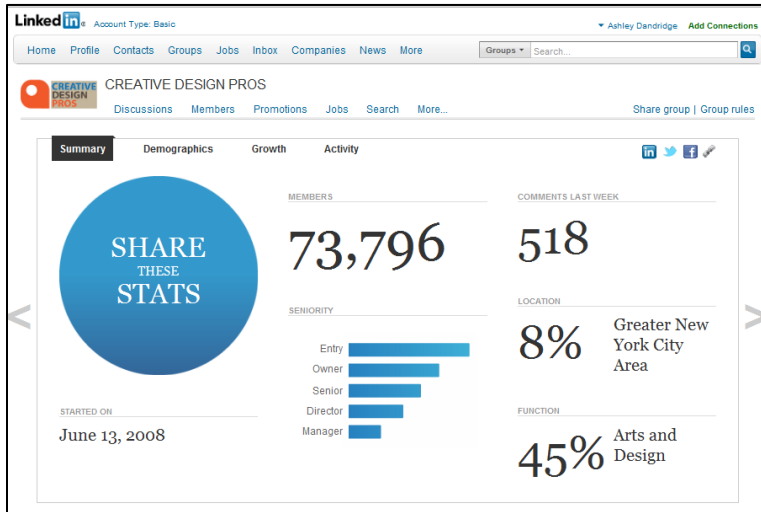 Linked in ® Account Type: Basic
Ashley Dandridge Add Connections
Home Profile Contacts Groups Jobs Inbox Companies News More
Groups Search...
CREATIVE DESIGN PROS
CREATIVE DESIGN PROS
Discussions Members Promotions Jobs Search More...
Share group | Group rules
Summary Demographics Growth Activity
in f
SHARE
THESE
STATS
STARTED ON
June 13, 2008
MEMBERS
73,796
SENIORITY
Entry
Owner
Senior
Director
Manager
COMMENTS LAST WEEK
518
LOCATION
8% Greater New
York City
Area
FUNCTION
45% Arts and
Design